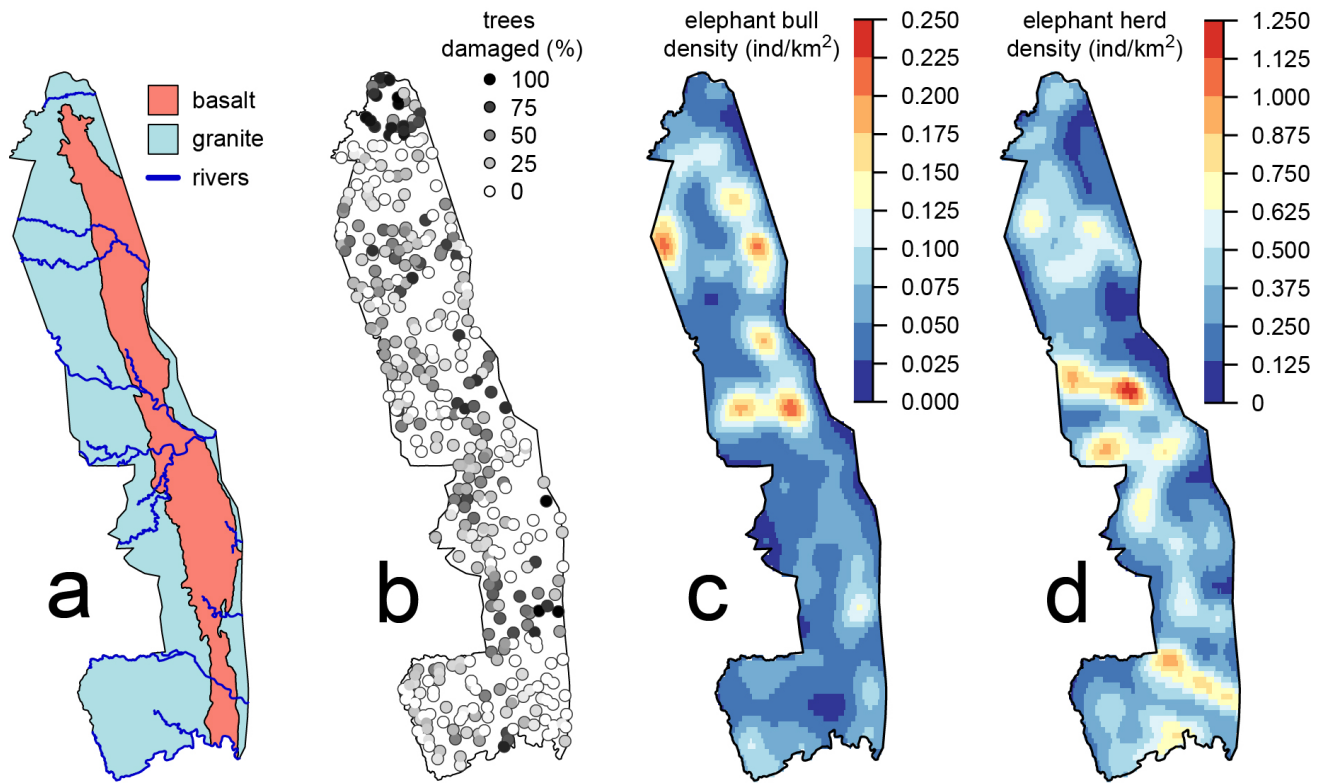 basalt
granite
rivers
a
trees
damaged (%)
100
75
50
25
0
b
elephant bull
density (ind/km²)
0.250
0.225
0.200
0.175
0.150
0.125
0.100
0.075
0.050
0.025
0.000
c
elephant herd
density (ind/km²)
1.250
1.125
1.000
0.875
0.750
0.625
0.500
0.375
0.250
0.125
0
d